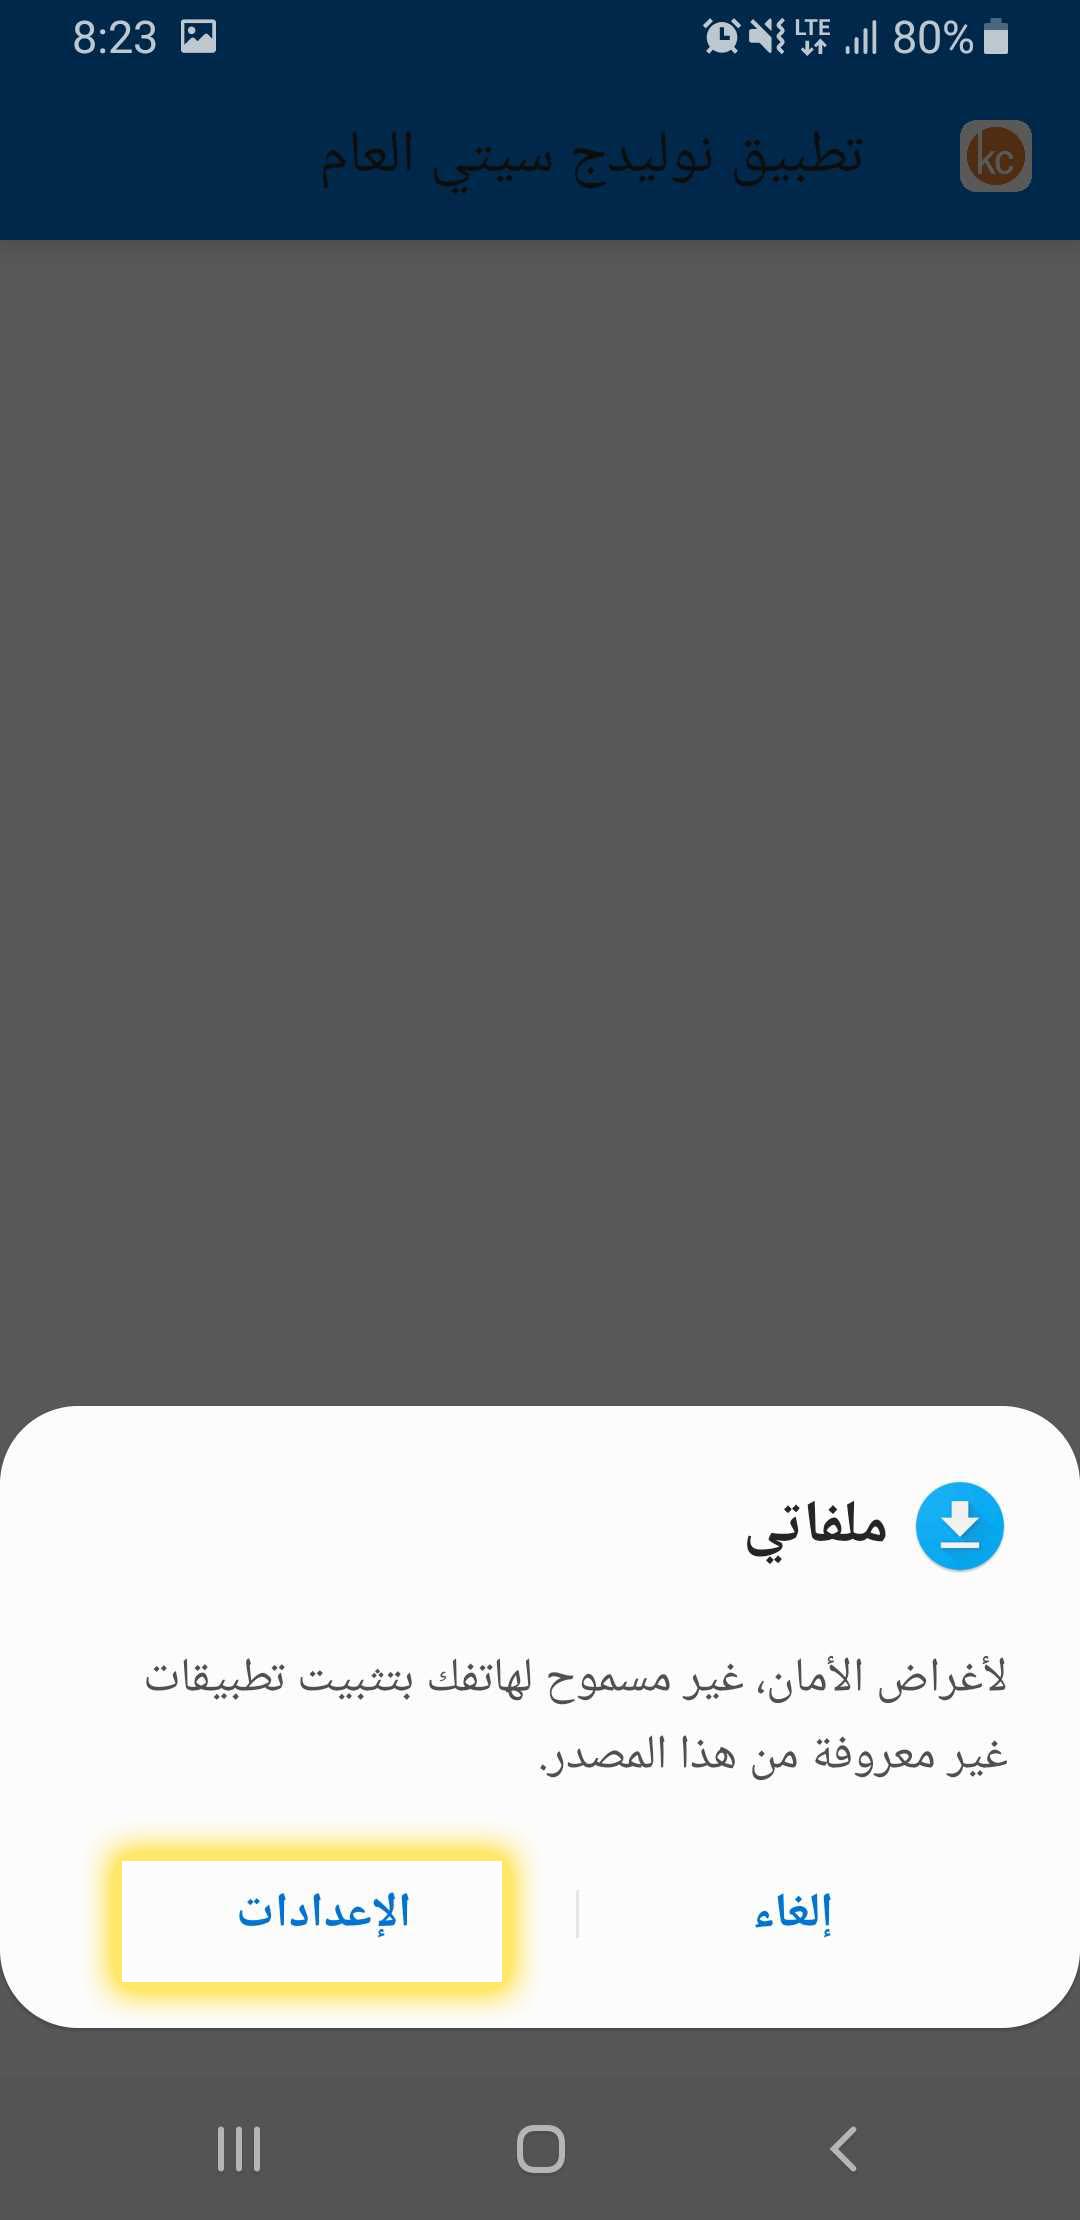 8:23 LTE 80%
تطبيق نوليدج سيتي العام
kc
ملفاتي
لأغراض الأمان، غير مسموح لهاتفك بتثبيت تطبيقات
غير معروفة من هذا المصدر.
إلغاء
الإعدادات